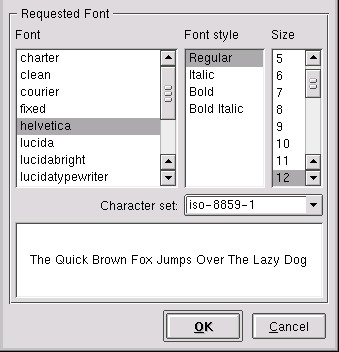 Requested Font
Font Font style Size
charter Regular 5
clean Italic 6
courier Bold 7
fixed Bold Italic 8
helvetica 9
lucida 10
lucidabright 11
lucidatypewriter 12
Character set: iso-8859-1
The Quick Brown Fox Jumps Over The Lazy Dog
OK Cancel